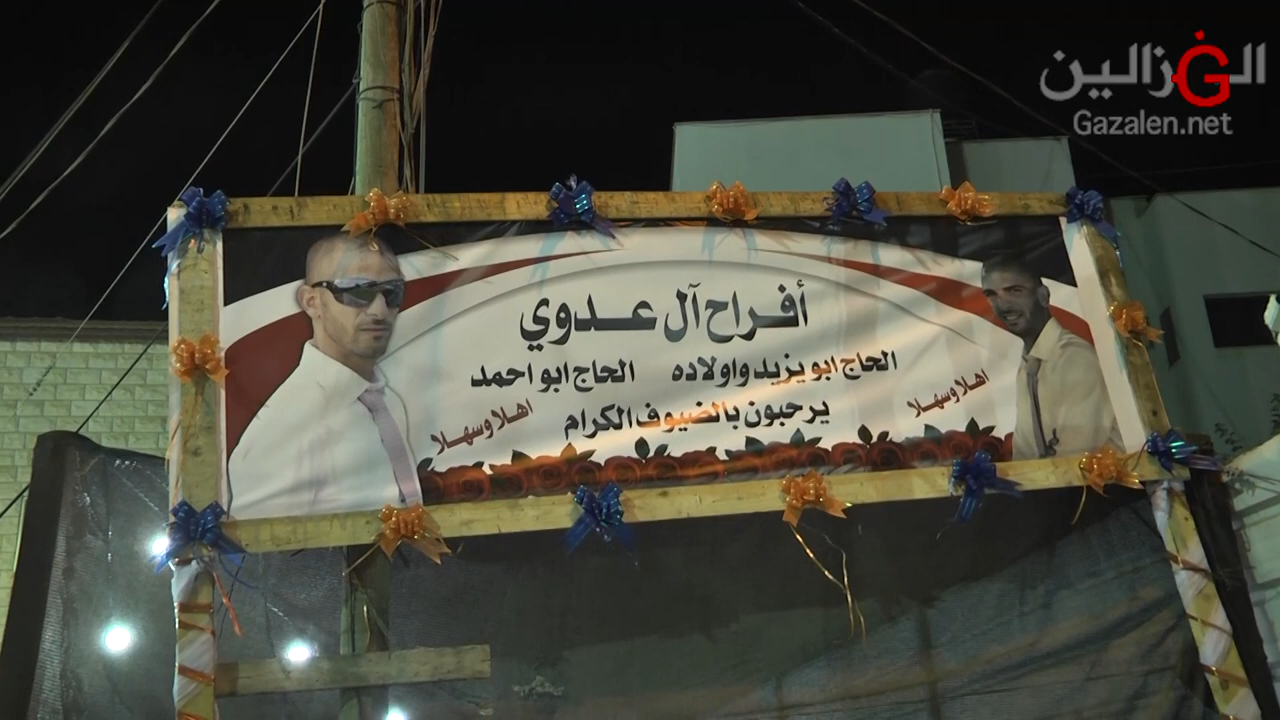 الغزالين
Gazalen.net
أفراح آل عدوي
الحاج ابو يزيد واولاده الحاج ابو احمد
يرحبون بالضيوف الكرام
اهلا وسهلا
اهلا وسهلا